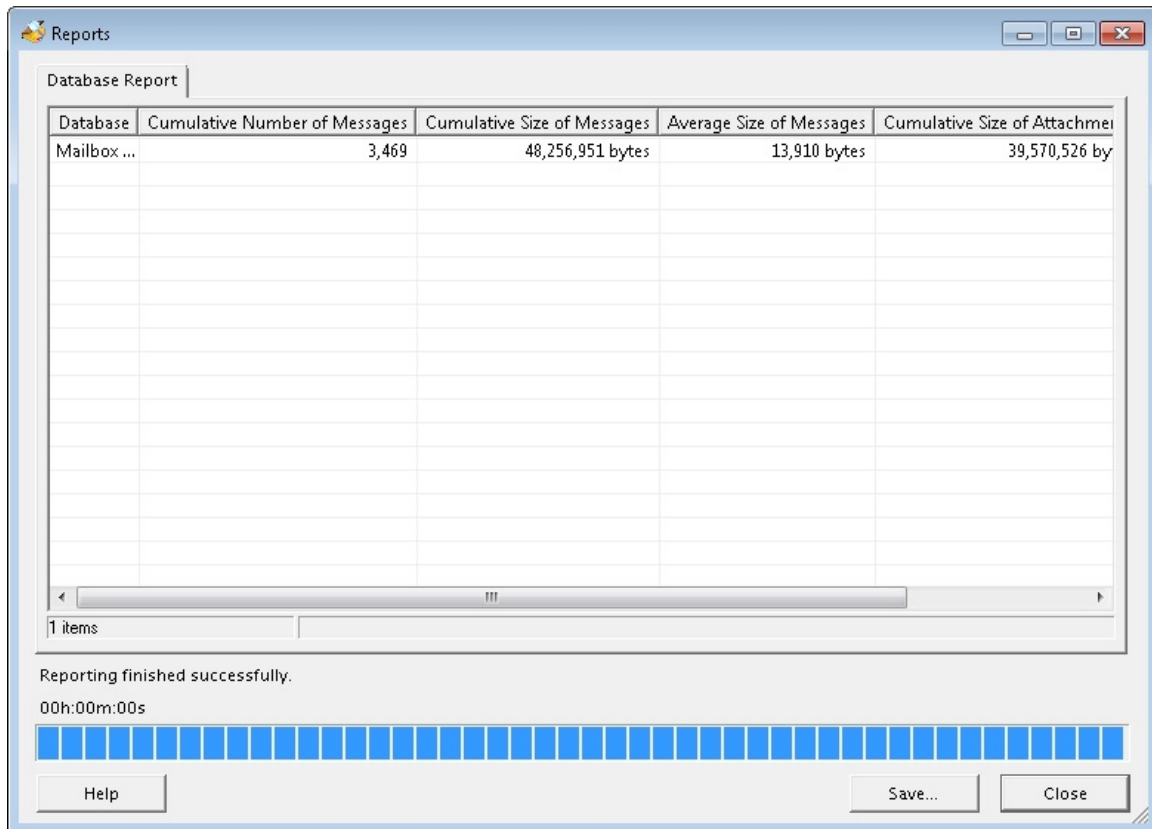 Reports
Database Report
Database Cumulative Number of Messages Cumulative Size of Messages Average Size of Messages Cumulative Size of Attachme
Mailbox ... 3,469 48,256,951 bytes 13,910 bytes 39,570,526 by
1 items
Reporting finished successfully.
00h:00m:00s
Help Save... Close